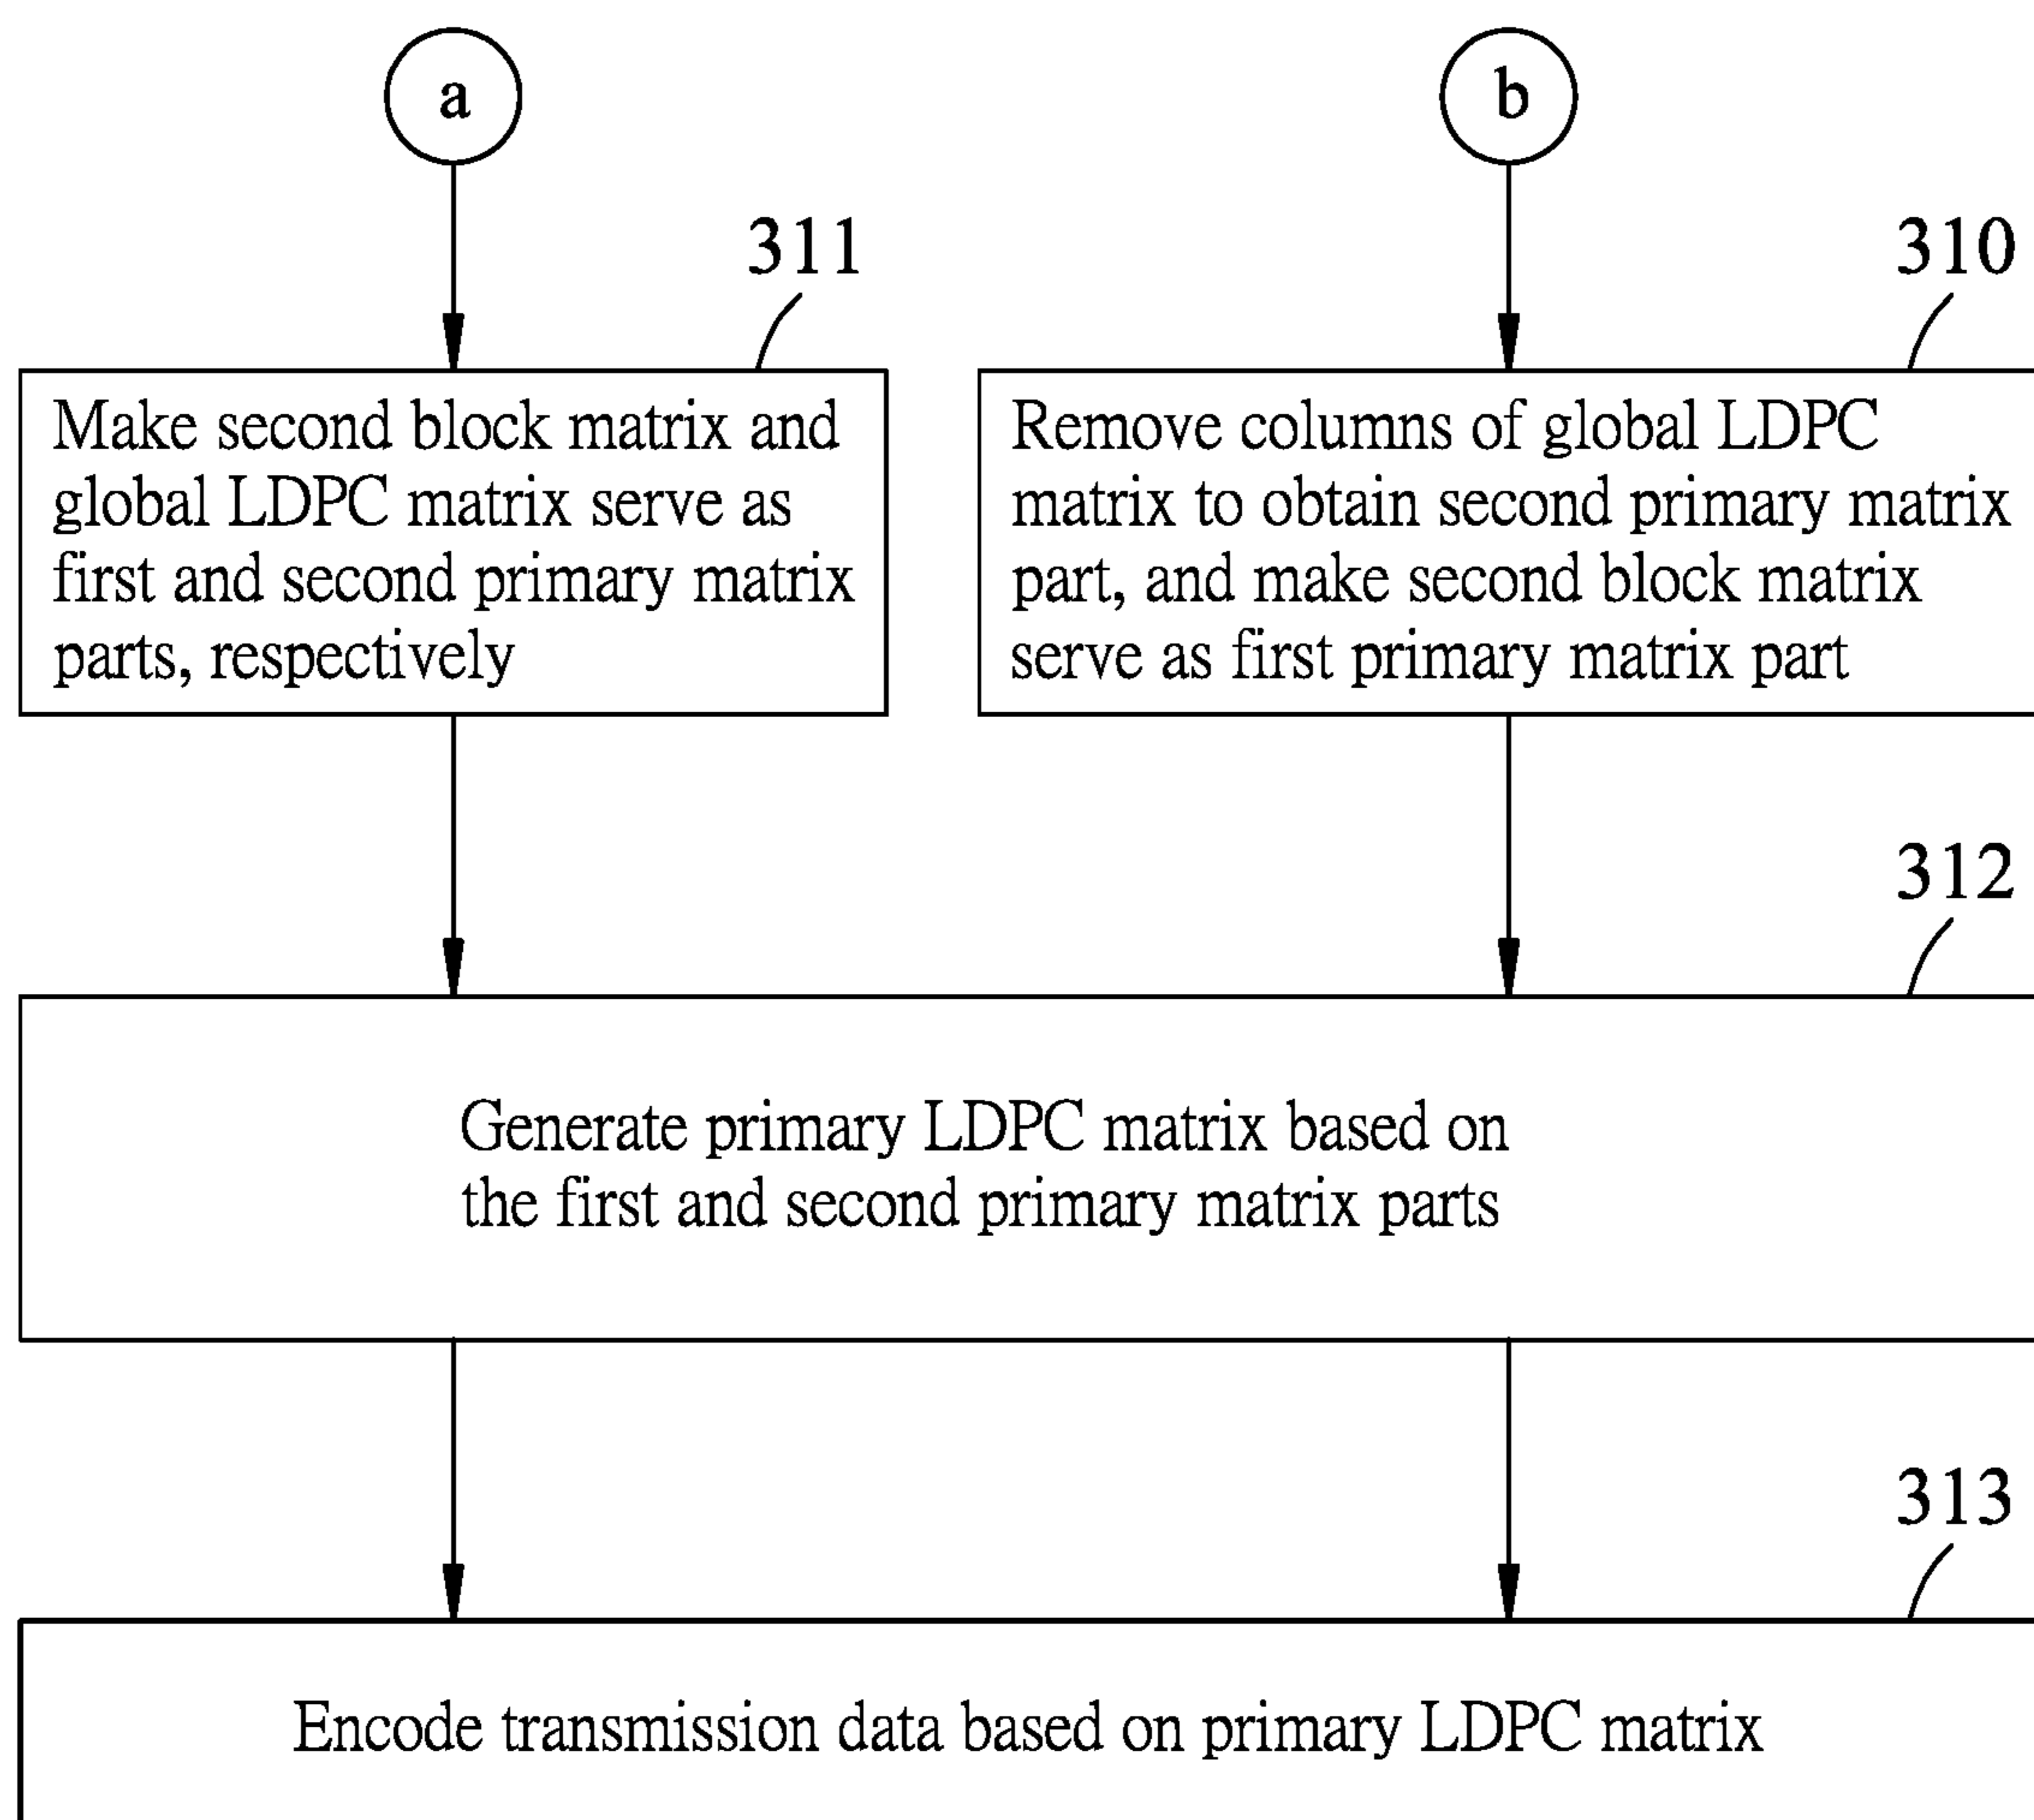 a
b
311
310
Make second block matrix and
global LDPC matrix serve as
first and second primary matrix
parts, respectively
Remove columns of global LDPC
matrix to obtain second primary matrix
part, and make second block matrix
serve as first primary matrix part
312
Generate primary LDPC matrix based on
the first and second primary matrix parts
313
Encode transmission data based on primary LDPC matrix